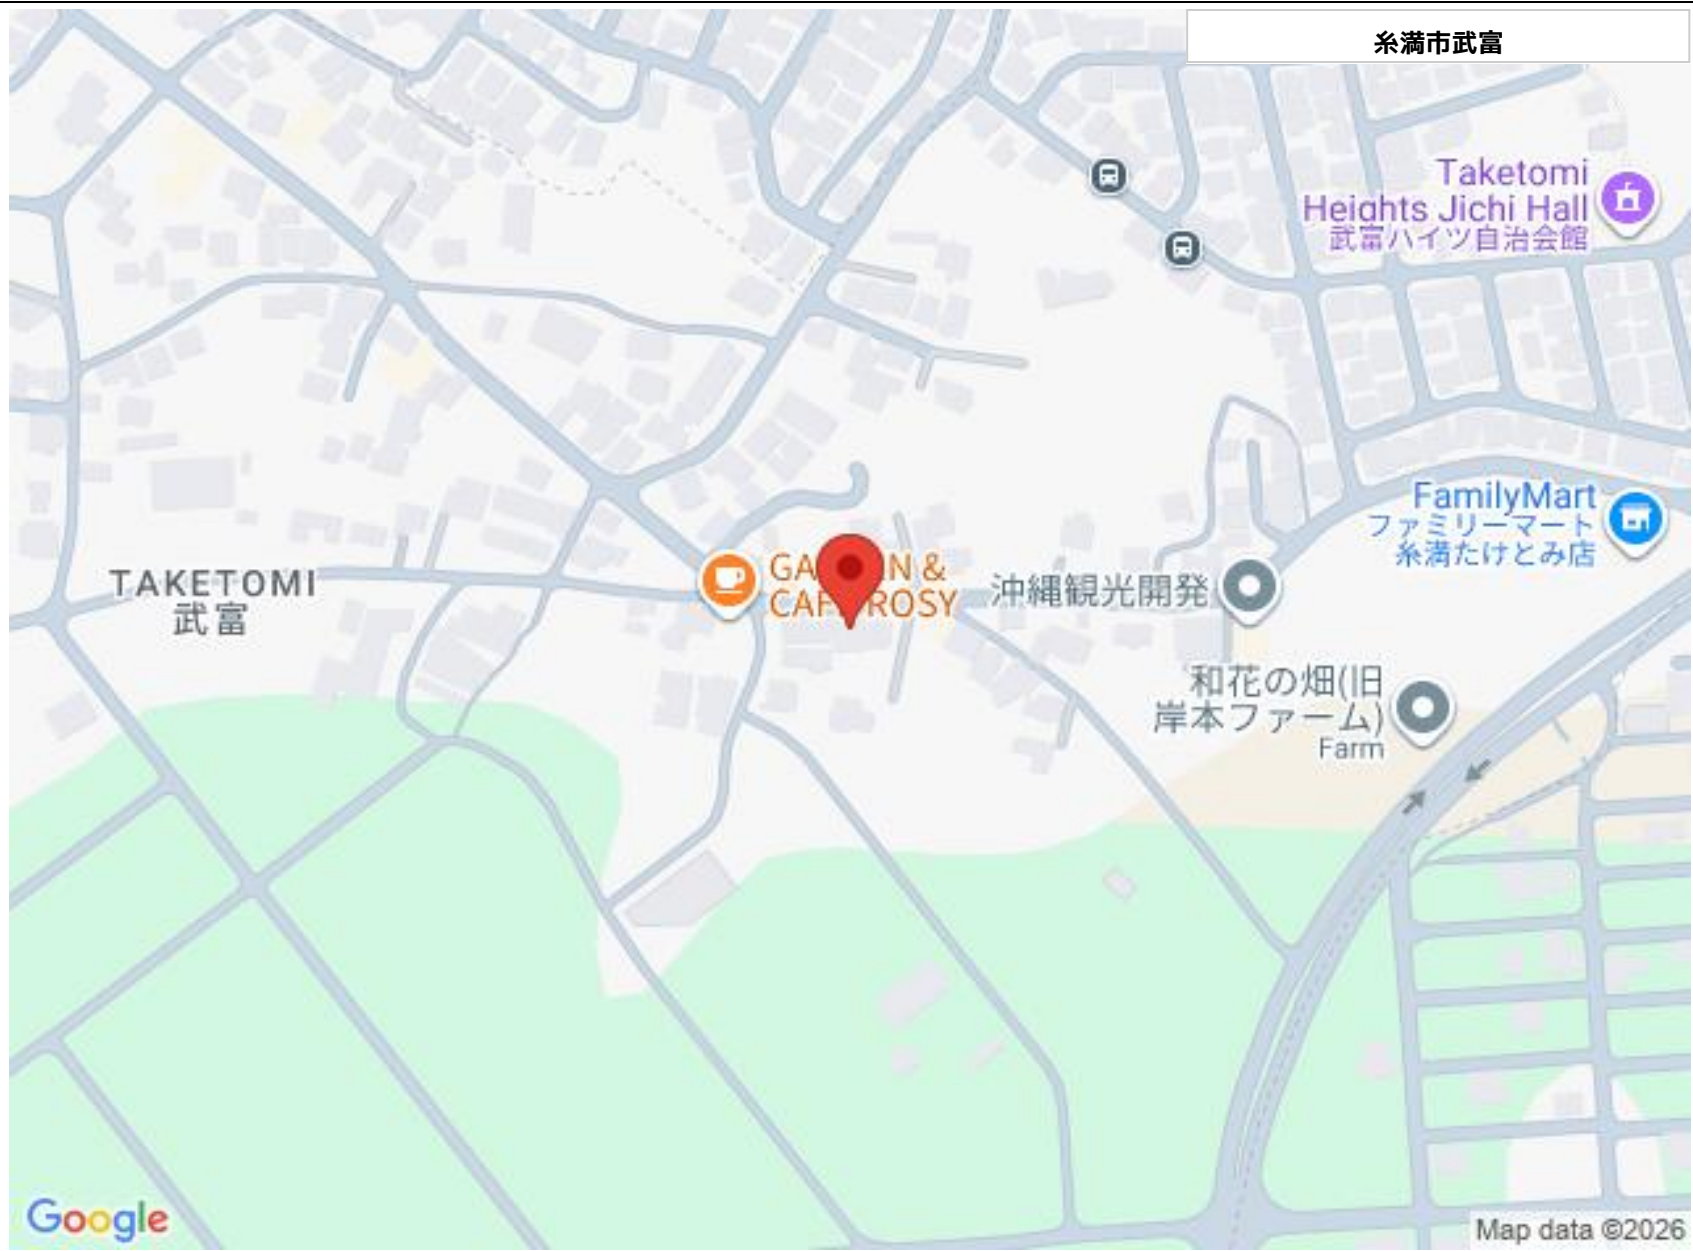 糸満市武富
Taketomi
Heights Jichi Hall
武富ハイツ自治会館
FamilyMart
ファミリーマート
糸満たけとみ店
TAKETOMI
武富
沖縄観光開発
和花の畑(旧
岸本ファーム)
Farm
Google
Map data ©2026